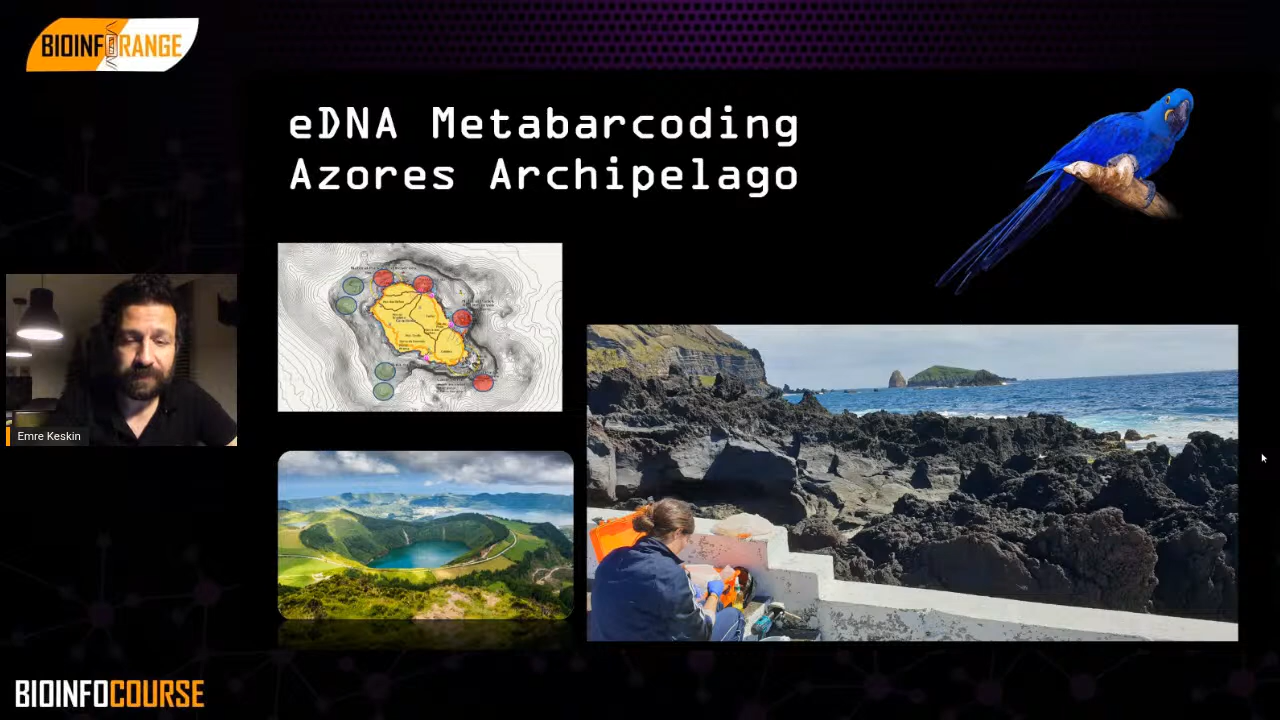 BIOINFORANGE
eDNA Metabarcoding
Azores Archipelago
Emre Keskin
BIOINFOCOURSE